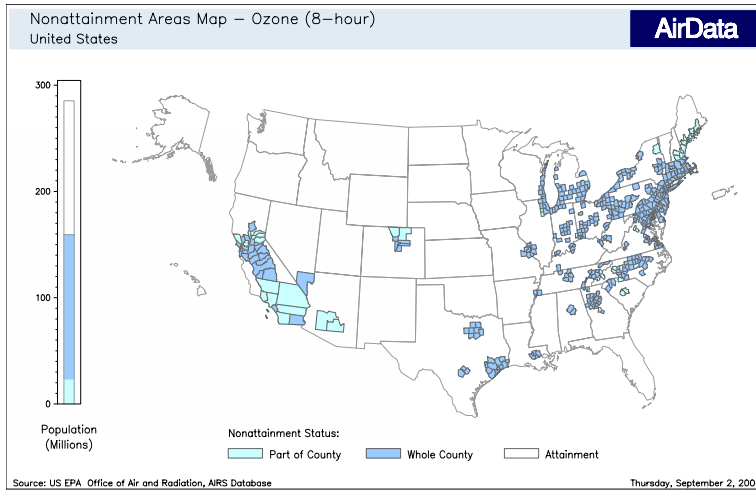 Nonattainment Areas Map - Ozone (8-hour)
United States
AirData
300
200
100
0
Population
(Millions)
Nonattainment Status:
Part of County
Whole County
Attainment
Source: US EPA Office of Air and Radiation, AIRS Database
Thursday, September 2, 200